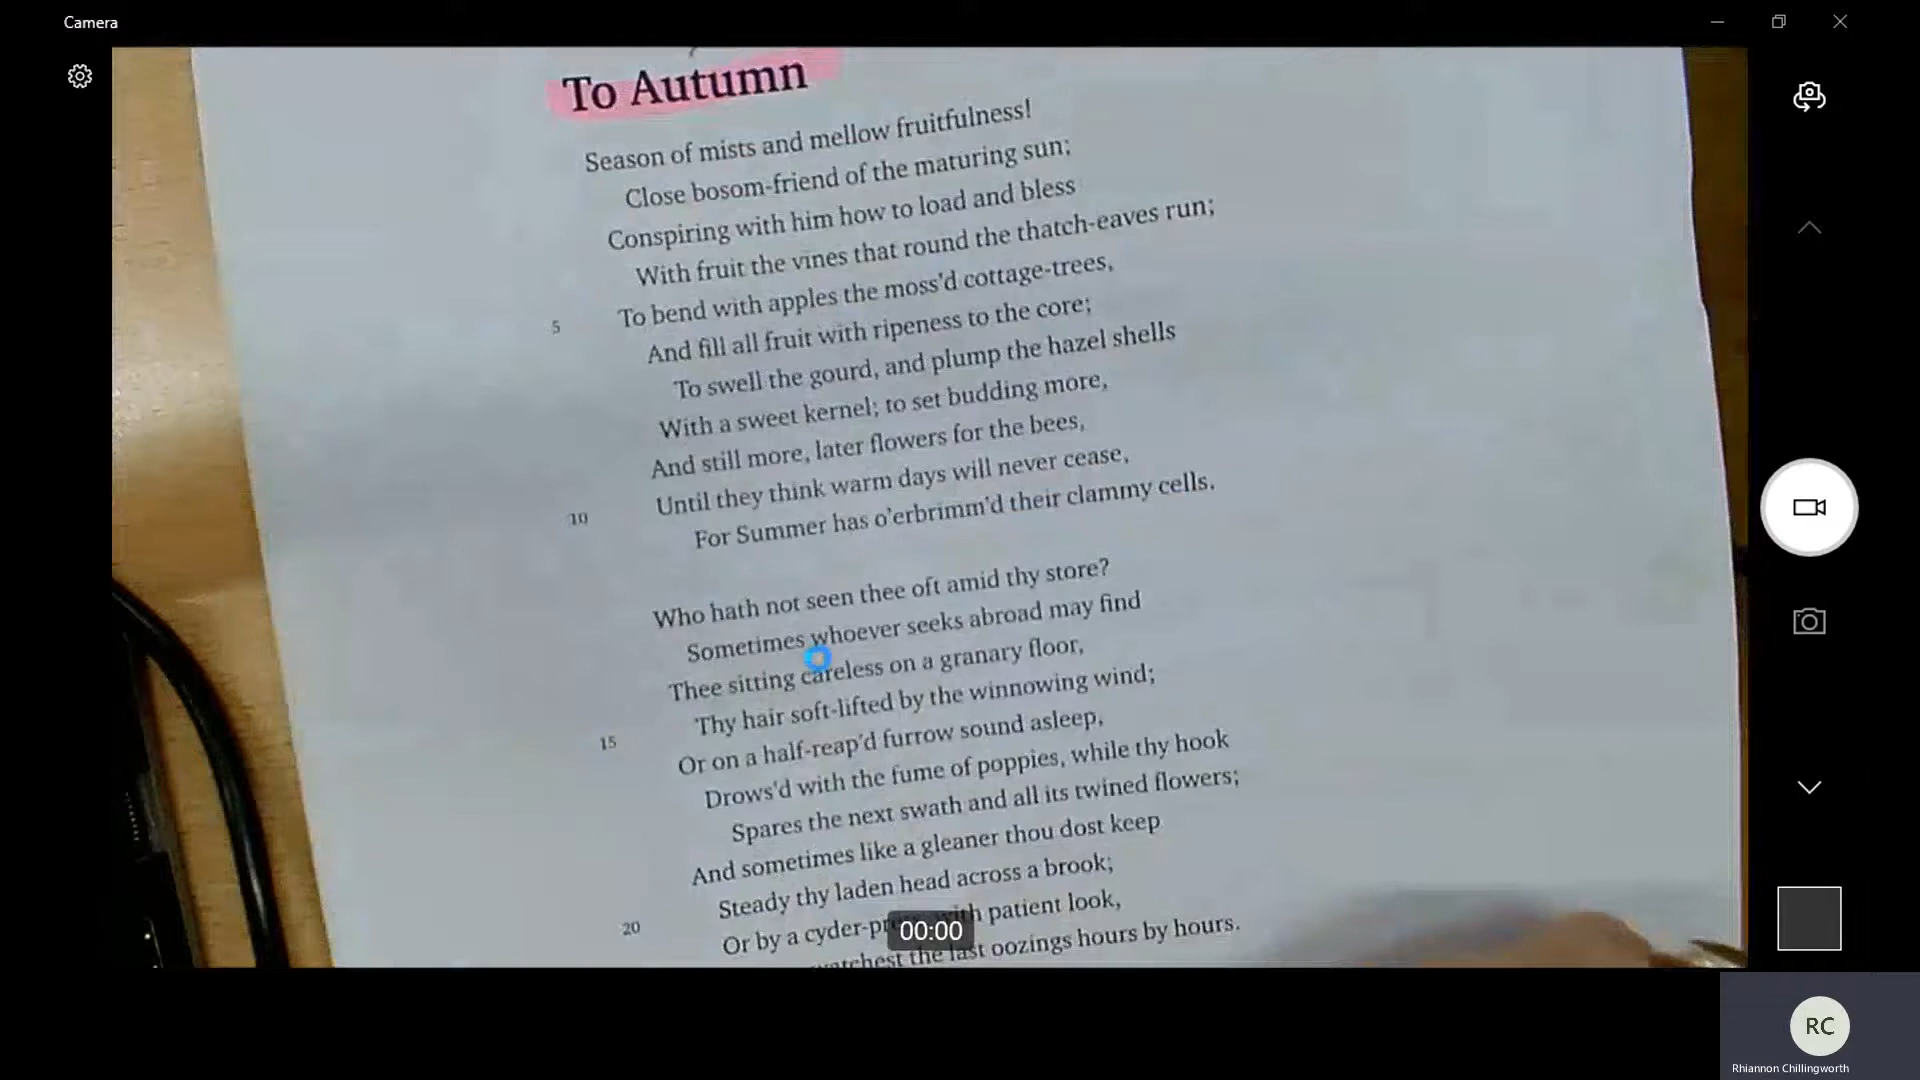 Camera
To Autumn
Season of mists and mellow fruitfulness!
Close bosom-friend of the maturing sun;
Conspiring with him how to load and bless
With fruit the vines that round the thatch-eaves run;
To bend with apples the moss'd cottage-trees,
5
And fill all fruit with ripeness to the core;
To swell the gourd, and plump the hazel shells
With a sweet kernel; to set budding more,
And still more, later flowers for the bees,
Until they think warm days will never cease,
10
For Summer has o'erbrimm'd their clammy cells.
Who hath not seen thee oft amid thy store?
Sometimes whoever seeks abroad may find
Thee sitting careless on a granary floor,
Thy hair soft-lifted by the winnowing wind;
15
Or on a half-reap'd furrow sound asleep,
Drows'd with the fume of poppies, while thy hook
Spares the next swath and all its twined flowers;
And sometimes like a gleaner thou dost keep
Steady thy laden head across a brook;
20
Or by a cyder- with patient look,
the last oozings hours by hours.
00:00
RC
Rhiannon Chillingworth